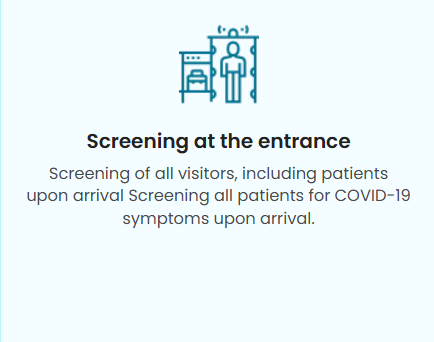 Screening at the entrance
Screening of all visitors, including patients
upon arrival Screening all patients for COVID-19
symptoms upon arrival.